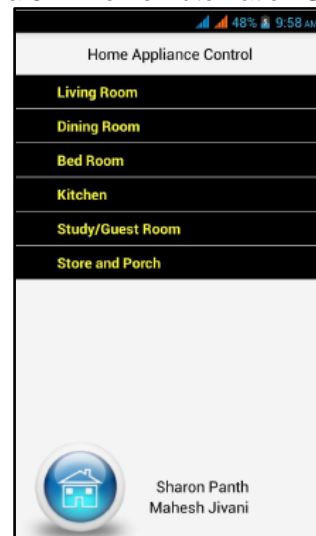 48% 9:58 AM
Home Appliance Control
Living Room
Dining Room
Bed Room
Kitchen
Study/Guest Room
Store and Porch
Sharon Panth
Mahesh Jivani